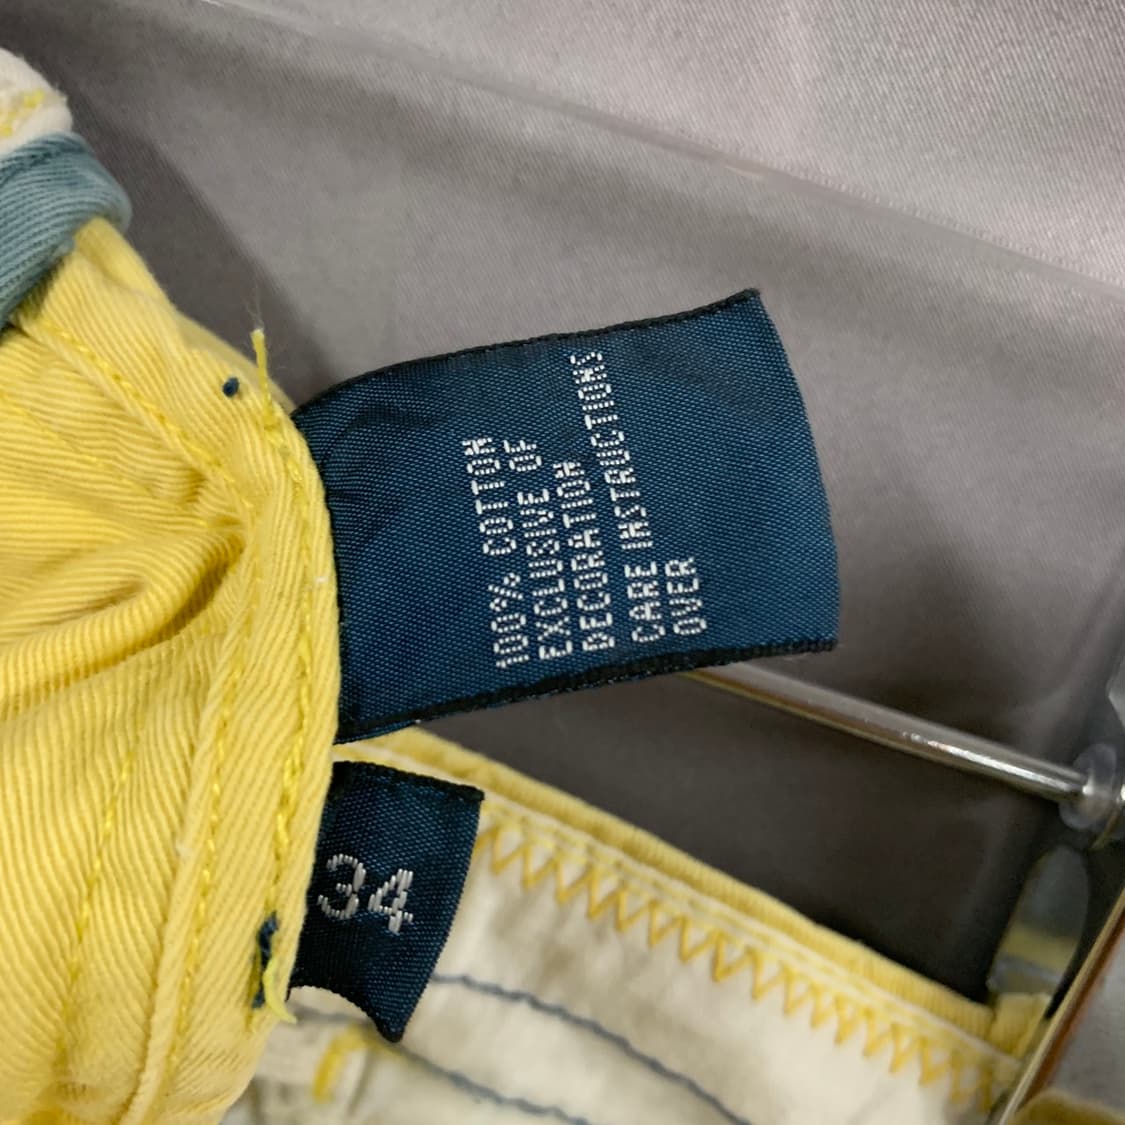 100% COTTON
EXCLUSIVE OF
DECORATION
CARE INSTRUCTIONS
OVER
34